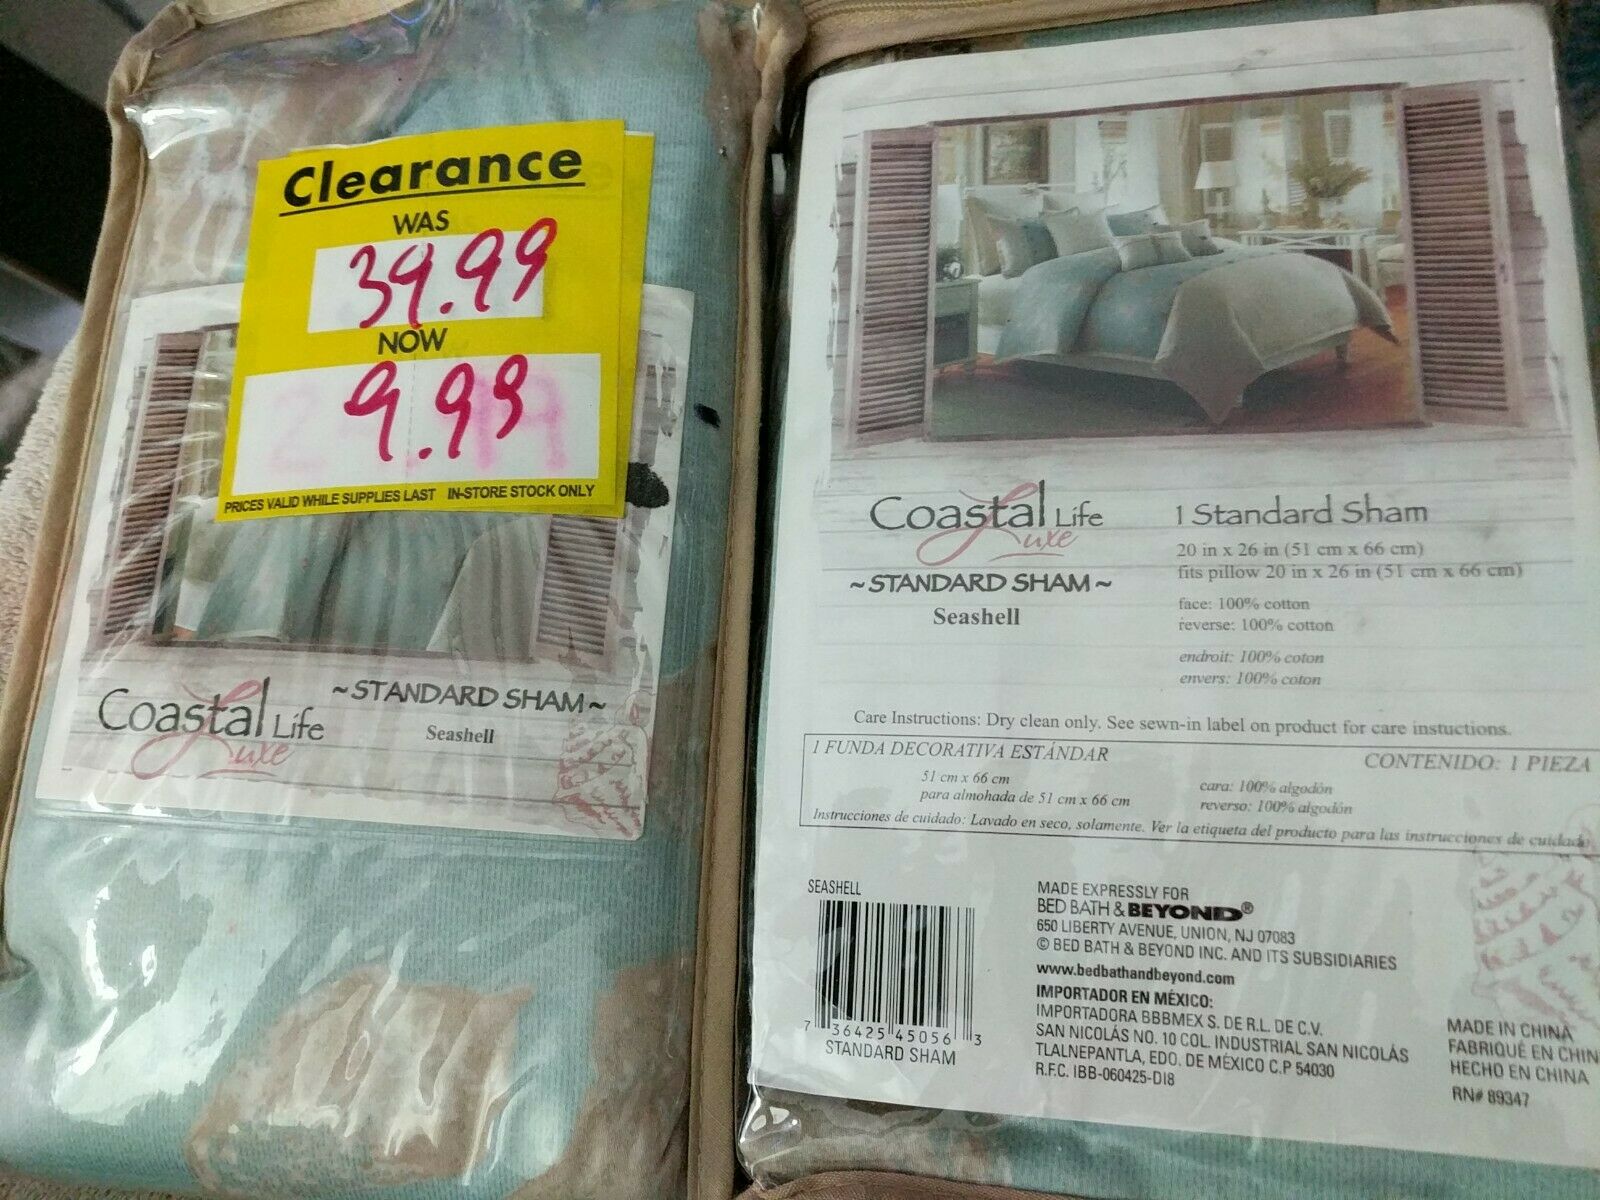 Clearance
WAS
39.99
NOW
9.99
PRICES VALID WHILE SUPPLIES LAST IN-STORE STOCK ONLY
Coastal Life
Luxe
~STANDARD SHAM~
Seashell
Coastal Life
Luxe
~STANDARD SHAM~
Seashell
1 Standard Sham
20 in x 26 in (51 cm x 66 cm)
fits pillow 20 in x 26 in (51 cm x 66 cm)
face: 100% cotton
reverse: 100% cotton
endroit: 100% coton
envers: 100% coton
Care Instructions: Dry clean only. See sewn-in label on product for care instuctions.
1 FUNDA DECORATIVA ESTÁNDAR
CONTENIDO: 1 PIEZA
51 cm x 66 cm
para almohada de 51 cm x 66 cm
cara: 100% algodón
reverso: 100% algodón
Instrucciones de cuidado: Lavado en seco, solamente. Ver la etiqueta del producto para las instrucciones de cuidado
SEASHELL
7 36425 45056 3
STANDARD SHAM
MADE EXPRESSLY FOR
BED BATH & BEYOND®
650 LIBERTY AVENUE, UNION, NJ 07083
© BED BATH & BEYOND INC. AND ITS SUBSIDIARIES
www.bedbathandbeyond.com
IMPORTADOR EN MÉXICO:
IMPORTADORA BBBMEX S. DE R.L. DE C.V.
SAN NICOLÁS NO. 10 COL. INDUSTRIAL SAN NICOLÁS
TLALNEPANTLA, EDO. DE MÉXICO C.P 54030
R.F.C. IBB-060425-DI8
MADE IN CHINA
FABRIQUÉ EN CHIN
HECHO EN CHINA
RN# 89347